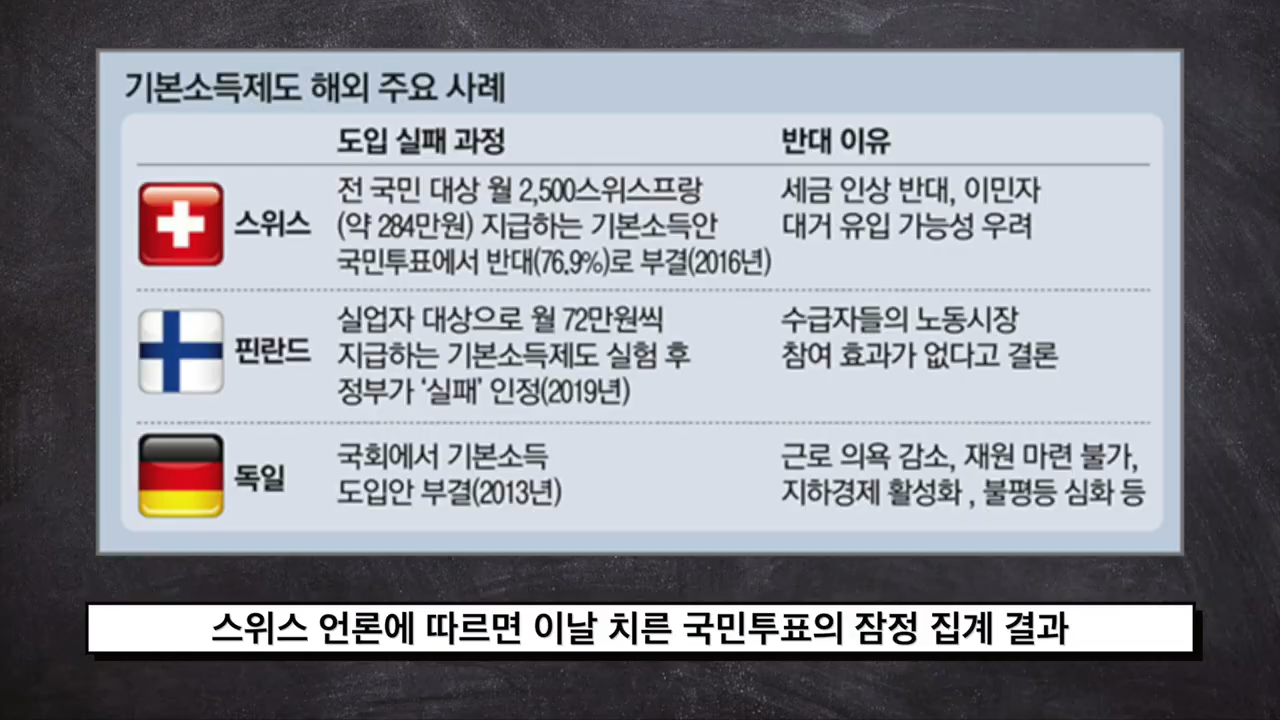 기본소득제도 해외 주요 사례
도입 실패 과정
반대 이유
스위스
전 국민 대상 월 2,500스위스프랑
(약 284만원) 지급하는 기본소득안
국민투표에서 반대(76.9%)로 부결(2016년)
세금 인상 반대, 이민자
대거 유입 가능성 우려
핀란드
실업자 대상으로 월 72만원씩
지급하는 기본소득제도 실험 후
정부가 ‘실패’ 인정(2019년)
수급자들의 노동시장
참여 효과가 없다고 결론
독일
국회에서 기본소득
도입안 부결(2013년)
근로 의욕 감소, 재원 마련 불가,
지하경제 활성화 , 불평등 심화 등
스위스 언론에 따르면 이날 치른 국민투표의 잠정 집계 결과